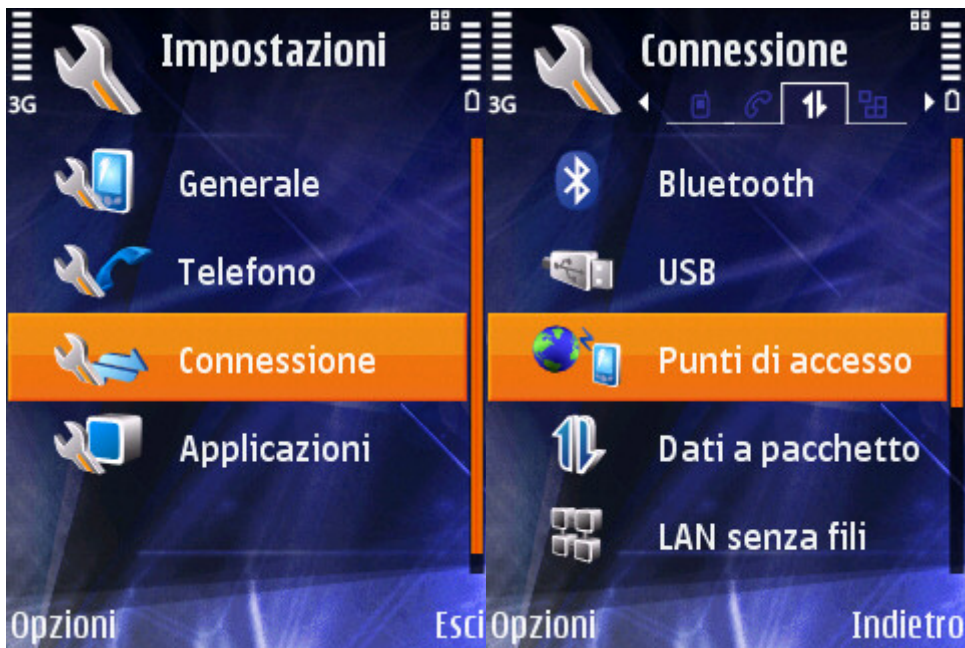 Impostazioni
3G
Generale
Telefono
Connessione
Applicazioni
Opzioni
Esci
Connessione
3G
Bluetooth
USB
Punti di accesso
Dati a pacchetto
LAN senza fili
Opzioni
Indietro